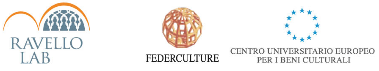 RAVELLO
LAB
FEDERCULTURE
CENTRO UNIVERSITARIO EUROPEO
PER I BENI CULTURALI